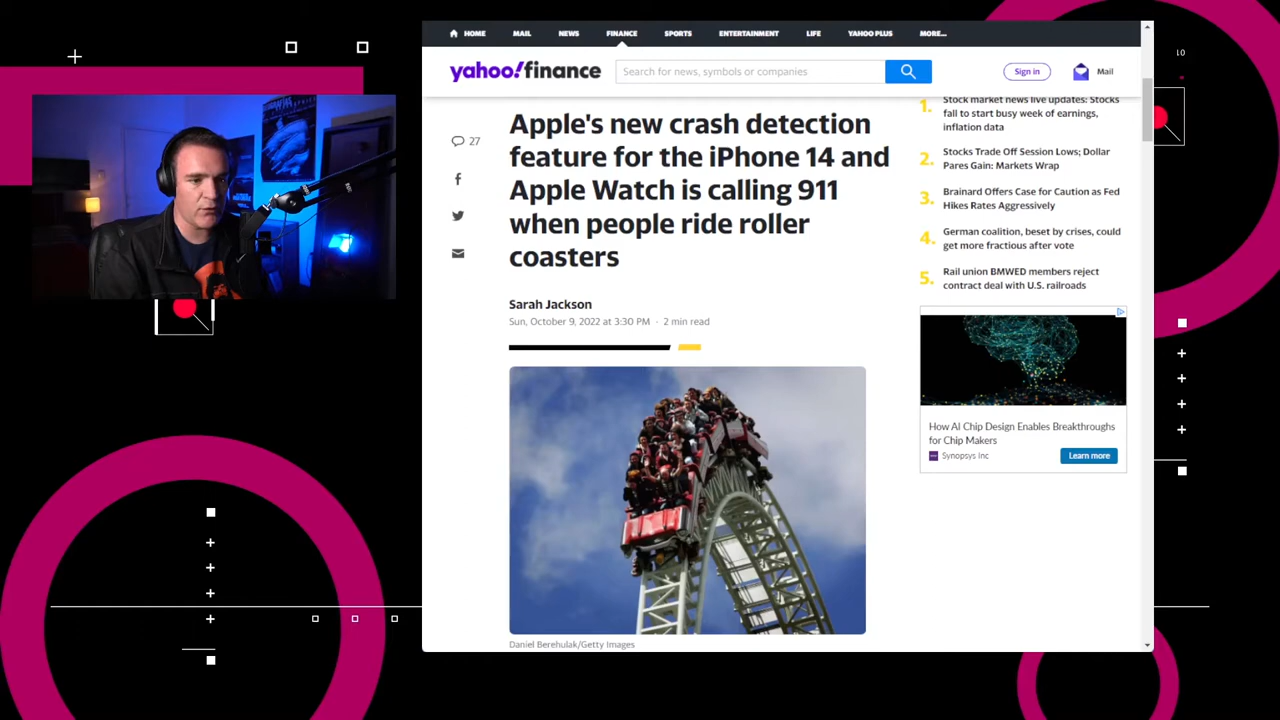 HOME MAIL NEWS FINANCE SPORTS ENTERTAINMENT LIFE YAHOO PLUS MORE...
yahoo!finance
Search for news, symbols or companies
Sign in
Mail
27
Apple's new crash detection
feature for the iPhone 14 and
Apple Watch is calling 911
when people ride roller
coasters
Sarah Jackson
Sun, October 9, 2022 at 3:30 PM · 2 min read
Daniel Berehulak/Getty Images
1. Stock market news live updates: Stocks
fall to start busy week of earnings,
inflation data
2. Stocks Trade Off Session Lows; Dollar
Pares Gain: Markets Wrap
3. Brainard Offers Case for Caution as Fed
Hikes Rates Aggressively
4. German coalition, beset by crises, could
get more fractious after vote
5. Rail union BMWED members reject
contract deal with U.S. railroads
How AI Chip Design Enables Breakthroughs
for Chip Makers
Synopsys Inc
Learn more